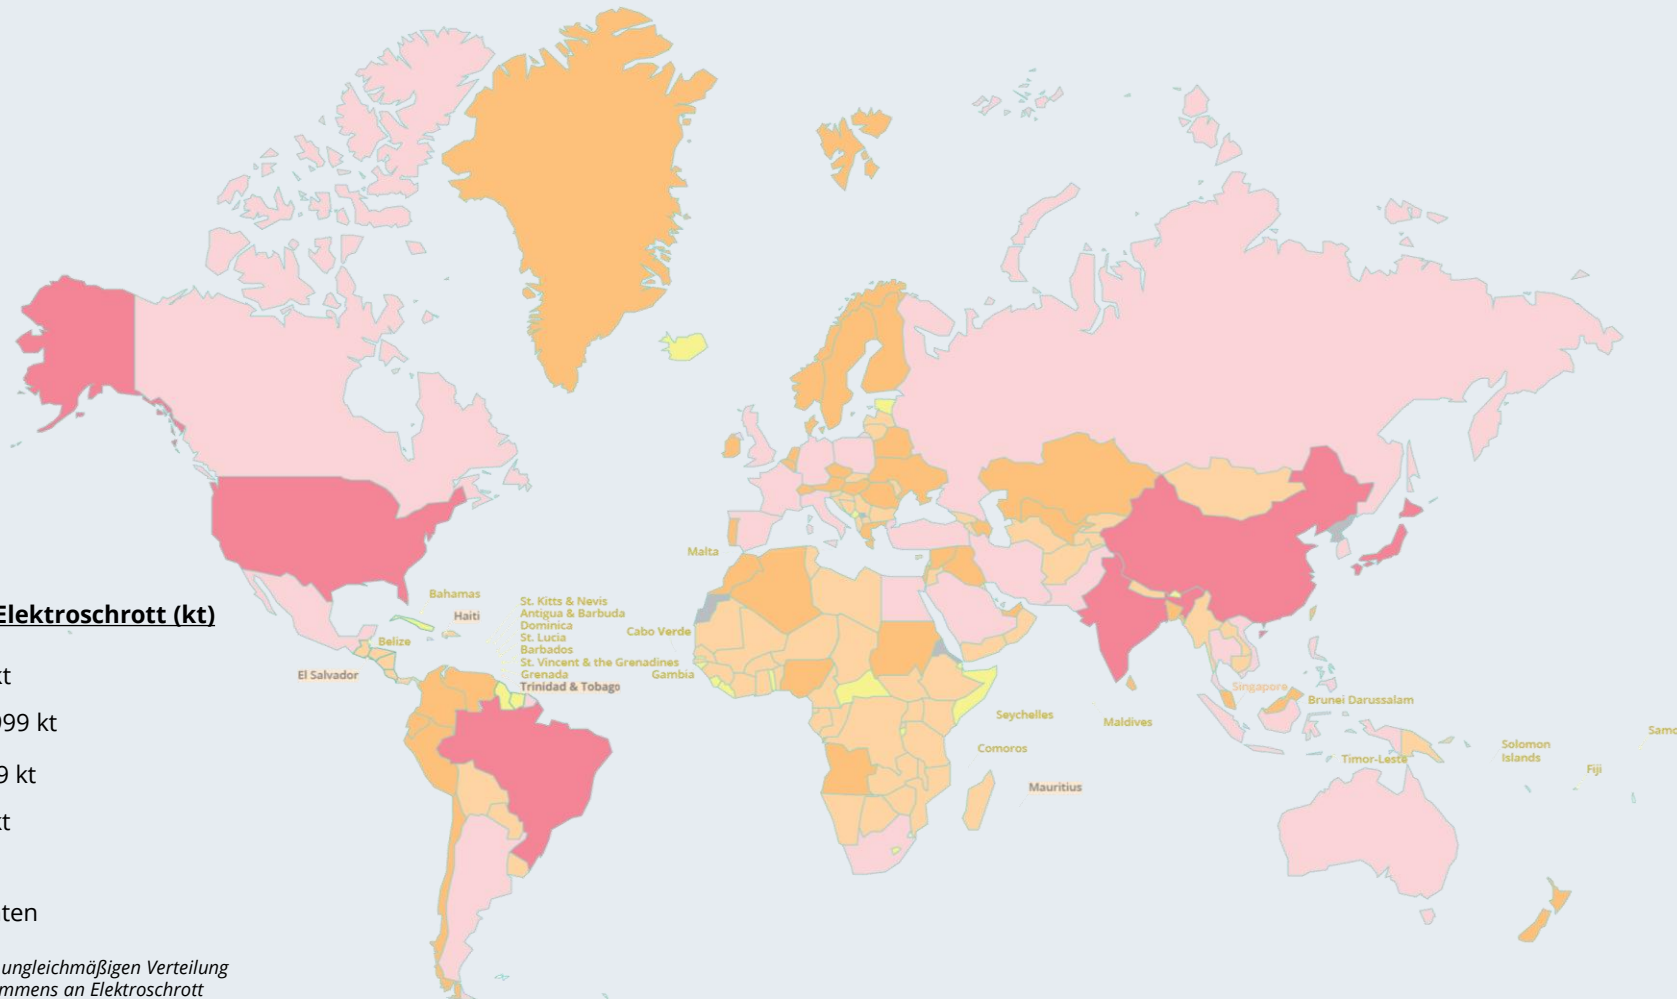 Malta
Bahamas
Haiti
St. Kitts & Nevis
Antigua & Barbuda
Dominica
St. Lucia
Barbados
St. Vincent & the Grenadines
Grenada
Trinidad & Tobago
Elektroschrott (kt)
Cabo Verde
Belize
El Salvador
Gambia
kt
999 kt
9 kt
kt
ten
ungleichmäßigen Verteilung
mmens an Elektroschrott
Singapore
Brunei Darussalam
Seychelles
Maldives
Comoros
Mauritius
Timor-Leste
Solomon
Islands
Fiji
Samo